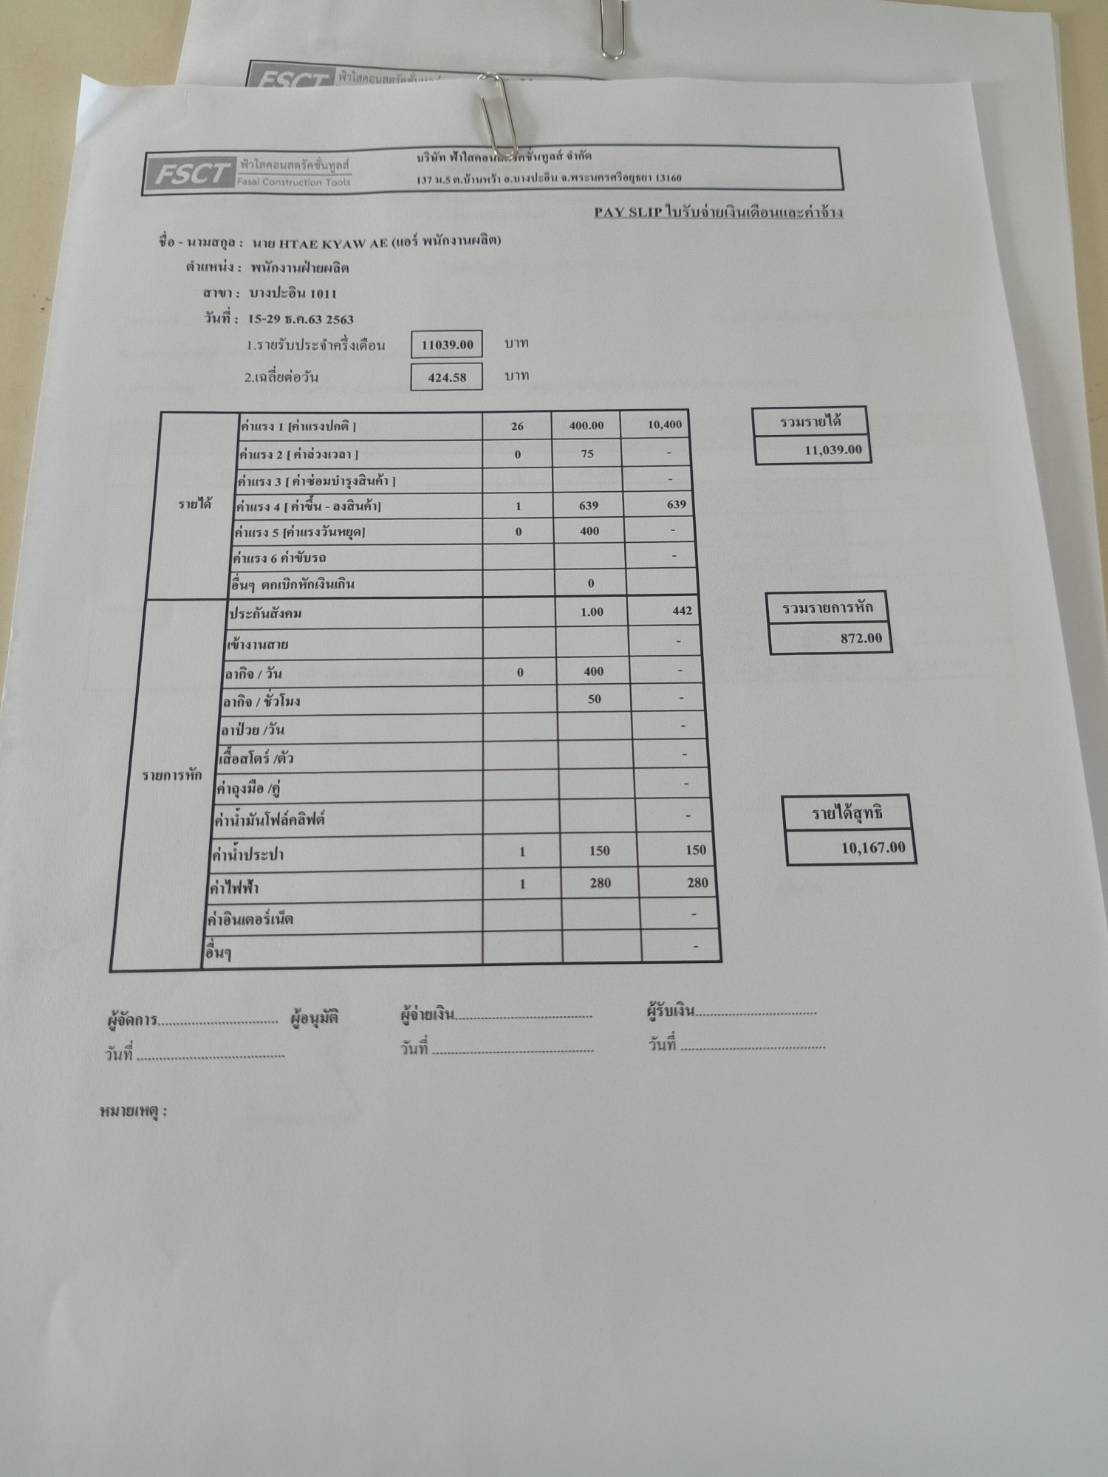 FSCT
FSCT ฟ้าใสคอนสตรัคชั่นทูลส์
Fasai Construction Tools
บริษัท ฟ้าใสคอนสตรัคชั่นทูลส์ จำกัด
137 ม.5 ต.บ้านหว้า อ.บางปะอิน จ.พระนครศรีอยุธยา 13160
PAY SLIP ใบรับจ่ายเงินเดือนและค่าจ้าง
ชื่อ - นามสกุล : นาย HTAE KYAW AE (แอร์ พนักงานผลิต)
ตำแหน่ง : พนักงานฝ่ายผลิต
สาขา : บางปะอิน 1011
วันที่ : 15-29 ธ.ค.63 2563
1.รายรับประจำครึ่งเดือน 11039.00 บาท
2.เฉลี่ยต่อวัน 424.58 บาท
รายได้
ค่าแรง 1 [ค่าแรงปกติ ] 26 400.00 10,400
ค่าแรง 2 [ ค่าล่วงเวลา ] 0 75 -
ค่าแรง 3 [ ค่าซ่อมบำรุงสินค้า ] -
ค่าแรง 4 [ ค่าขึ้น - ลงสินค้า] 1 639 639
ค่าแรง 5 [ค่าแรงวันหยุด] 0 400 -
ค่าแรง 6 ค่าขับรถ -
อื่นๆ ตกเบิกหักเงินเกิน 0
รวมรายได้
11,039.00
รายการหัก
ประกันสังคม 1.00 442
เข้างานสาย -
ลากิจ / วัน 0 400 -
ลากิจ / ชั่วโมง 50 -
ลาป่วย /วัน -
เสื้อสโตร์ /ตัว -
ค่าถุงมือ /คู่ -
ค่าน้ำมันโฟล์คลิฟต์ -
ค่าน้ำประปา 1 150 150
ค่าไฟฟ้า 1 280 280
ค่าอินเตอร์เน็ต -
อื่นๆ -
รวมรายการหัก
872.00
รายได้สุทธิ
10,167.00
ผู้จัดการ.............................. ผู้อนุมัติ ผู้จ่ายเงิน.............................. ผู้รับเงิน..............................
วันที่ .............................. วันที่ .............................. วันที่ ..............................
หมายเหตุ :